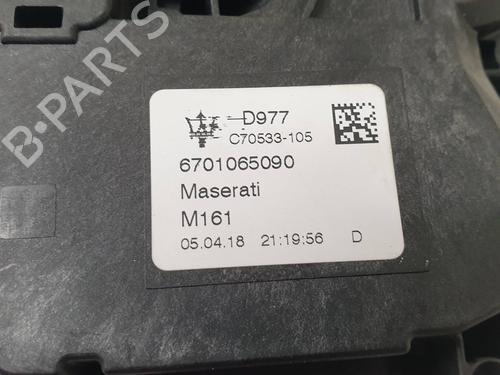 D977
C70533-105
6701065090
Maserati
M161
05.04.18 21:19:56 D
B-PARTS